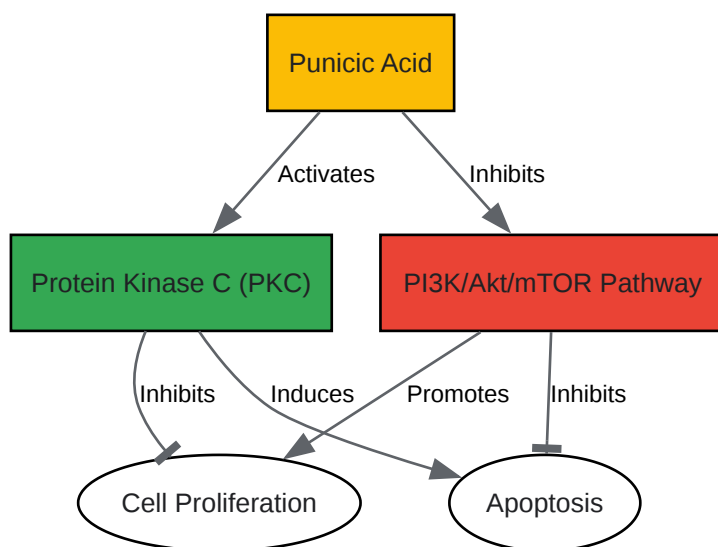 Punicic Acid
Activates
Inhibits
Protein Kinase C (PKC)
PI3K/Akt/mTOR Pathway
Inhibits
Induces
Promotes
Inhibits
Cell Proliferation
Apoptosis